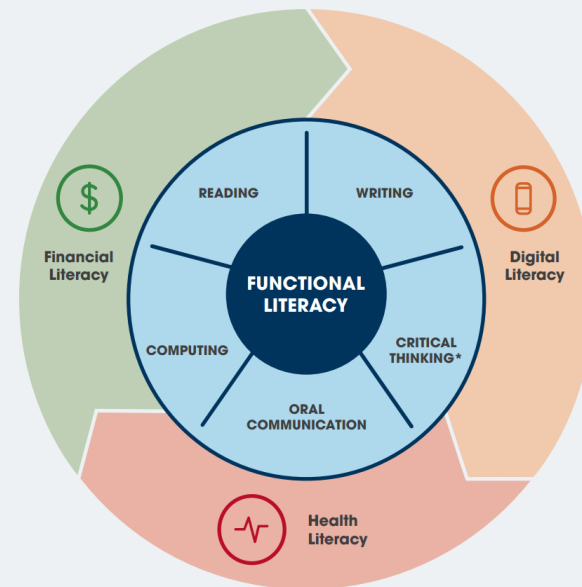 READING
WRITING
Financial
Literacy
Digital
Literacy
FUNCTIONAL
LITERACY
COMPUTING
CRITICAL
THINKING*
ORAL
COMMUNICATION
Health
Literacy